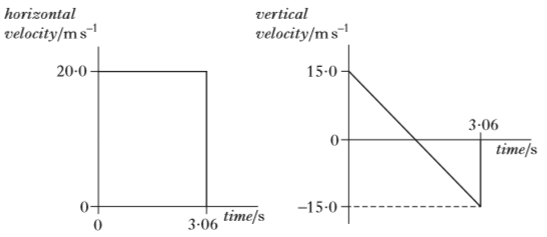 horizontal
velocity/m s⁻¹
20·0
0
0
3·06
time/s
vertical
velocity/m s⁻¹
15·0
0
−15·0
3·06
time/s